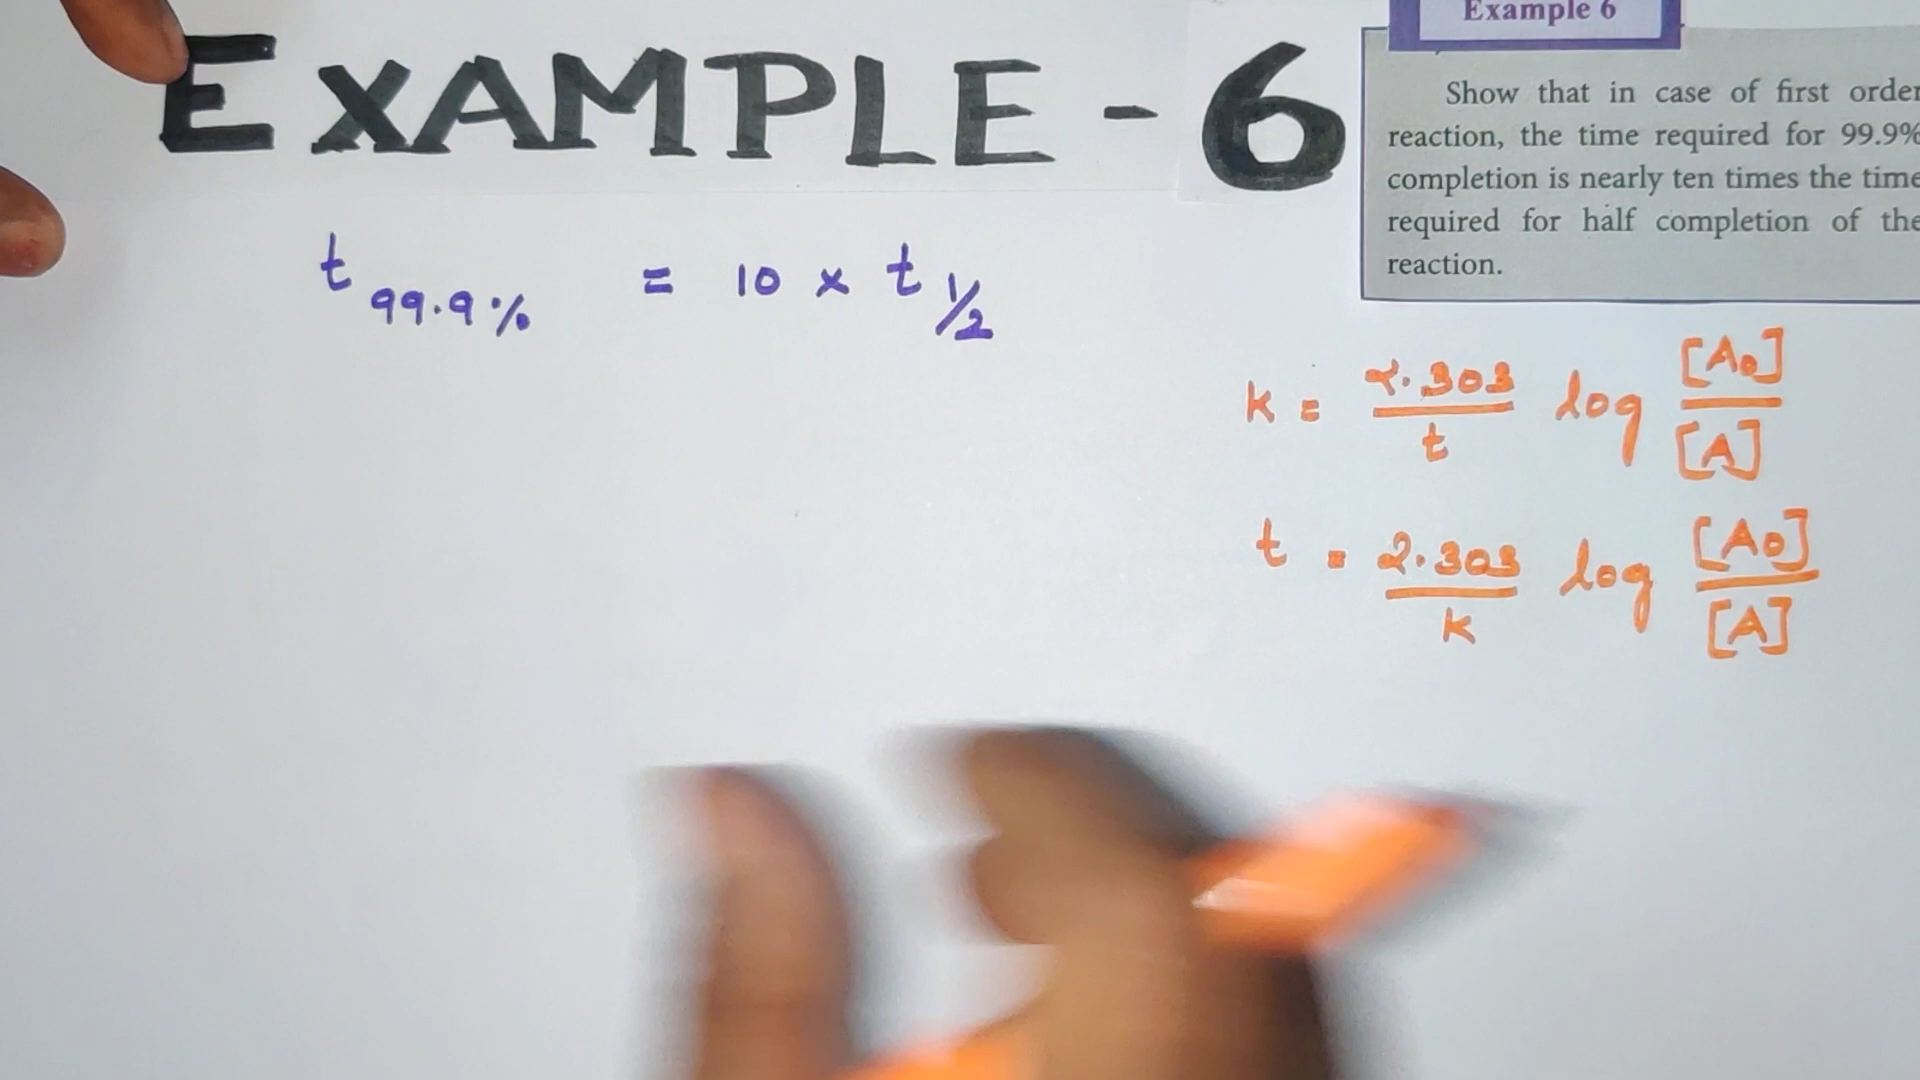 EXAMPLE - 6
Example 6
Show that in case of first order
reaction, the time required for 99.9%
completion is nearly ten times the time
required for half completion of the
reaction.
t 99.9% = 10 × t 1/2
k = 2.303/t log [A0]/[A]
t = 2.303/k log [A0]/[A]